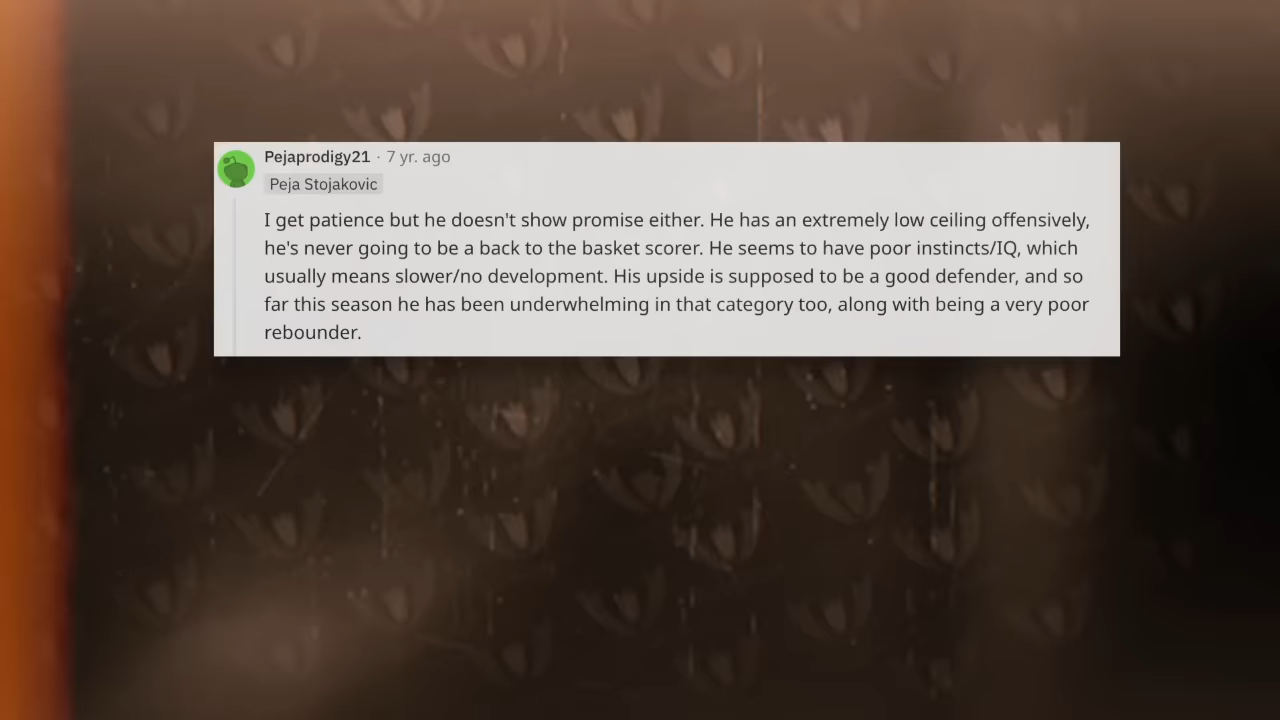 Pejaprodigy21 · 7 yr. ago
Peja Stojakovic
I get patience but he doesn't show promise either. He has an extremely low ceiling offensively,
he's never going to be a back to the basket scorer. He seems to have poor instincts/IQ, which
usually means slower/no development. His upside is supposed to be a good defender, and so
far this season he has been underwhelming in that category too, along with being a very poor
rebounder.